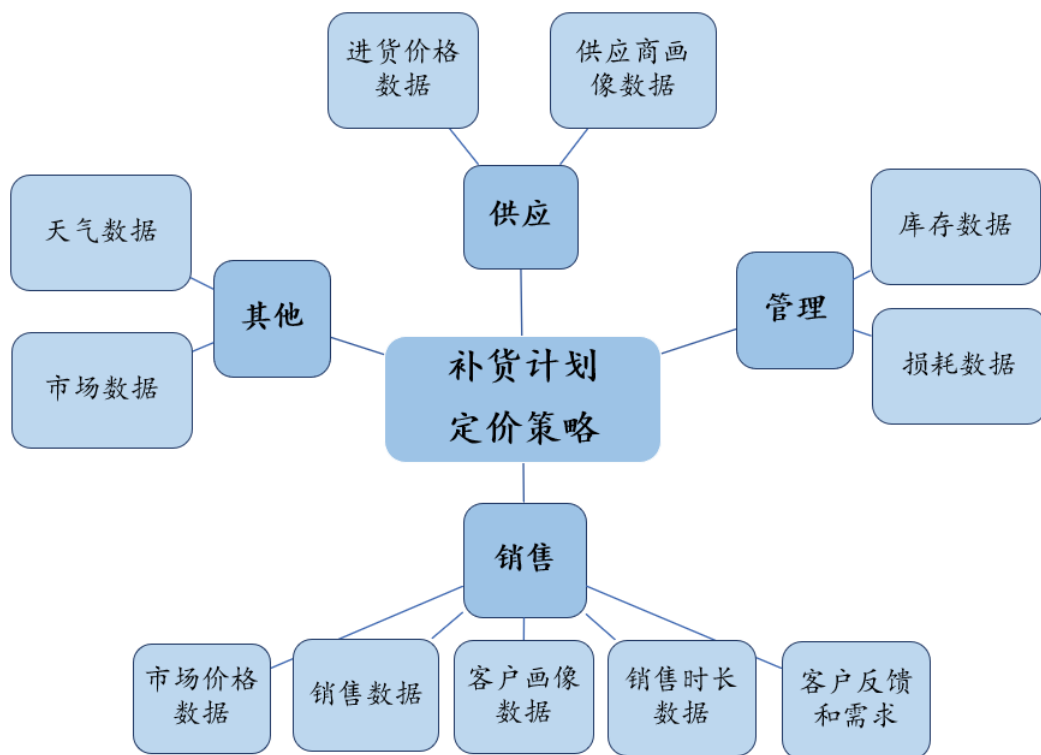 进货价格
数据
供应商画
像数据
供应
天气数据
库存数据
其他
管理
市场数据
损耗数据
补货计划
定价策略
销售
市场价格
数据
销售数据
客户画像
数据
销售时长
数据
客户反馈
和需求